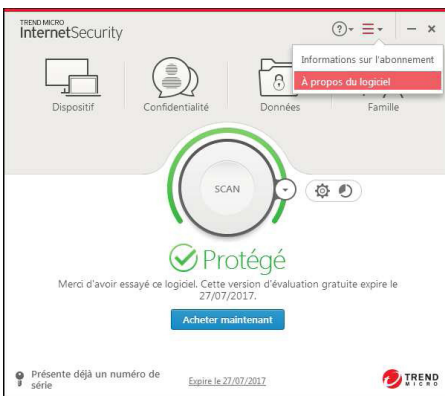 TREND MICRO
InternetSecurity
Informations sur l'abonnement
À propos du logiciel
Dispositif
Confidentialité
Données
Famille
SCAN
Protégé
Merci d'avoir essayé ce logiciel. Cette version d'évaluation gratuite expire le
27/07/2017.
Acheter maintenant
Présente déjà un numéro de
série
Expire le 27/07/2017
TREND
MICRO